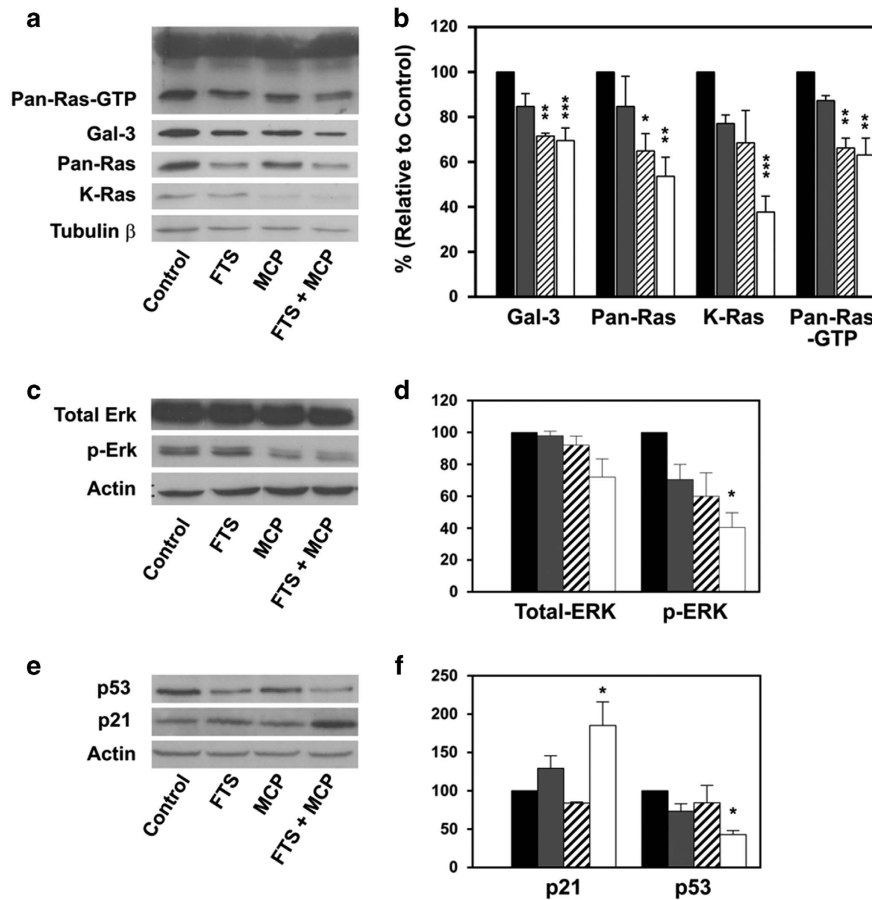 a
Pan-Ras-GTP
Gal-3
Pan-Ras
K-Ras
Tubulin β
Control
FTS
MCP
FTS + MCP
b
% (Relative to Control)
120
100
80
60
40
20
0
**
***
*
**
***
**
**
Gal-3
Pan-Ras
K-Ras
Pan-Ras
-GTP
c
Total Erk
p-Erk
Actin
Control
FTS
MCP
FTS + MCP
d
120
100
80
60
40
20
0
*
Total-ERK
p-ERK
e
p53
p21
Actin
Control
FTS
MCP
FTS + MCP
f
250
200
150
100
50
0
*
*
p21
p53